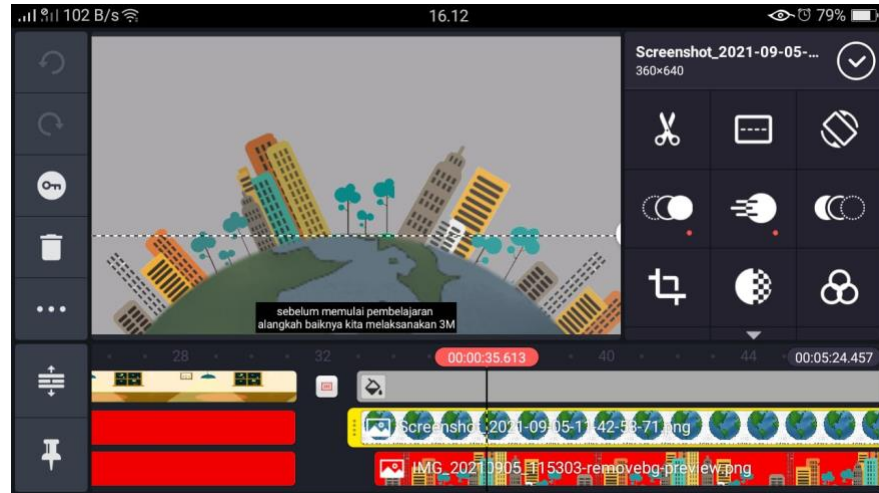 102 B/s
16.12
79%
Screenshot_2021-09-05-...
360×640
sebelum memulai pembelajaran
alangkah baiknya kita melaksanakan 3M
28
32
00:00:35.613
40
44
00:05:24.457
Screenshot_2021-09-05-11-42-53-71.png
IMG_20210905_115303-removebg-preview.png